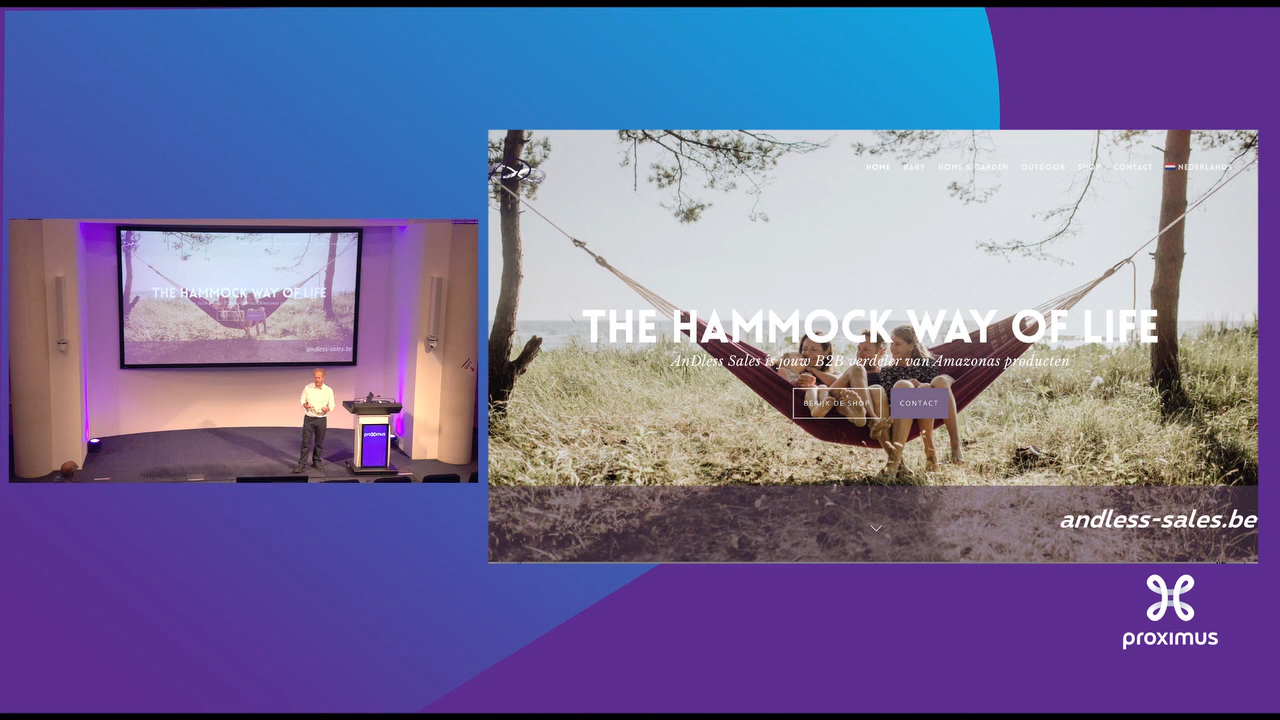 THE HAMMOCK WAY OF LIFE
andless-sales.be
proximus
HOME BABY HOME & GARDEN OUTDOOR SHOP CONTACT NEDERLANDS
THE HAMMOCK WAY OF LIFE
AnDless Sales is jouw B2B verdeler van Amazonas producten
BEKIJK DE SHOP CONTACT
andless-sales.be
proximus